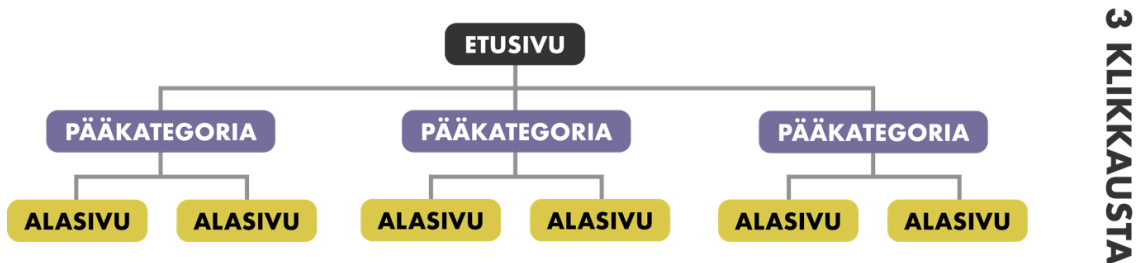 ETUSIVU
PÄÄKATEGORIA PÄÄKATEGORIA PÄÄKATEGORIA
ALASIVU ALASIVU ALASIVU ALASIVU ALASIVU ALASIVU
3 KLIKKAUSTA